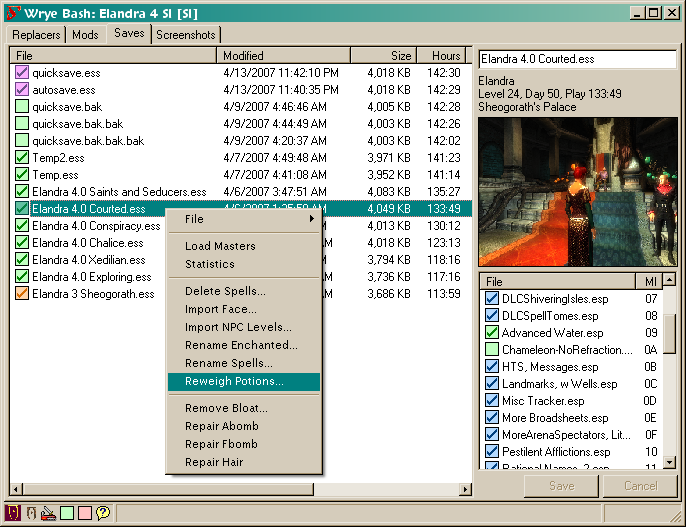 Wrye Bash: Elandra 4 SI [SI]
Replacers Mods Saves Screenshots
File Modified Size Hours
quicksave.ess 4/13/2007 11:42:10 PM 4,018 KB 142:30
autosave.ess 4/13/2007 11:40:35 PM 4,018 KB 142:29
quicksave.bak 4/9/2007 4:46:46 AM 4,005 KB 142:28
quicksave.bak.bak 4/9/2007 4:44:49 AM 4,003 KB 142:26
quicksave.bak.bak.bak 4/9/2007 4:20:37 AM 4,003 KB 142:02
Temp2.ess 4/7/2007 4:49:48 AM 3,971 KB 141:23
Temp.ess 4/7/2007 4:41:08 AM 3,952 KB 141:14
Elandra 4.0 Saints and Seducers.ess 4/6/2007 3:47:51 AM 4,083 KB 135:27
Elandra 4.0 Courted.ess 4,049 KB 133:49
Elandra 4.0 Conspiracy.ess 4,013 KB 130:12
Elandra 4.0 Chalice.ess 4,018 KB 123:13
Elandra 4.0 Xedilian.ess 3,794 KB 118:16
Elandra 4.0 Exploring.ess 3,736 KB 117:16
Elandra 3 Sheogorath.ess 3,686 KB 113:59
File
Load Masters
Statistics
Delete Spells...
Import Face...
Import NPC Levels...
Rename Enchanted...
Rename Spells...
Reweigh Potions...
Remove Bloat...
Repair Abomb
Repair Fbomb
Repair Hair
Elandra 4.0 Courted.ess
Elandra
Level 24, Day 50, Play 133:49
Sheogorath's Palace
File MI
DLCShiveringIsles.esp 07
DLCSpellTomes.esp 08
Advanced Water.esp 09
Chameleon-NoRefraction.... 0A
HTS, Messages.esp 0B
Landmarks, w Wells.esp 0C
Misc Tracker.esp 0D
More Broadsheets.esp 0E
MoreArenaSpectators, Lit... 0F
Pestilent Afflictions.esp 10
Rational Names, 2.esp 11
Save Cancel